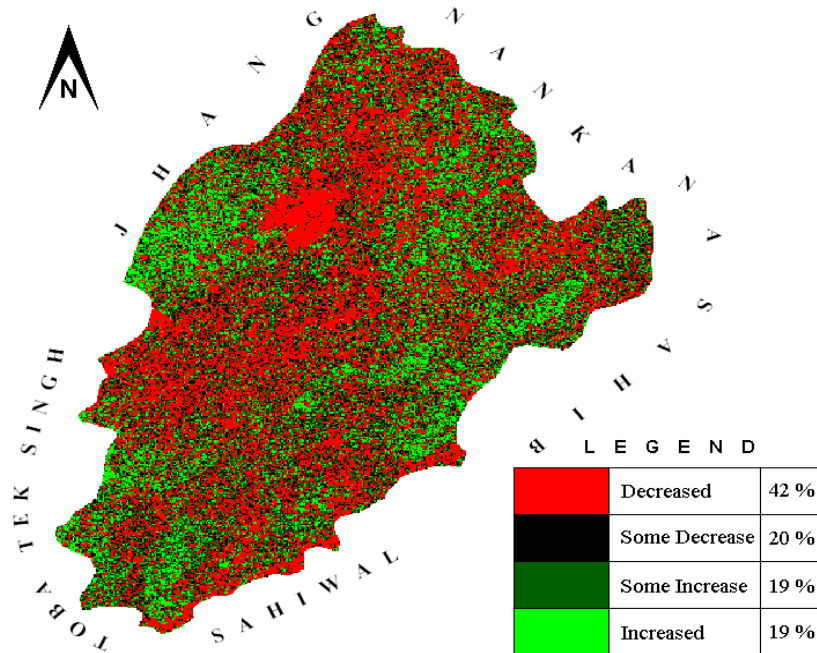 N
JHANG
NANKANA SAHIB
TOBA TEK SINGH
SAHIWAL
LEGEND
Decreased 42 %
Some Decrease 20 %
Some Increase 19 %
Increased 19 %